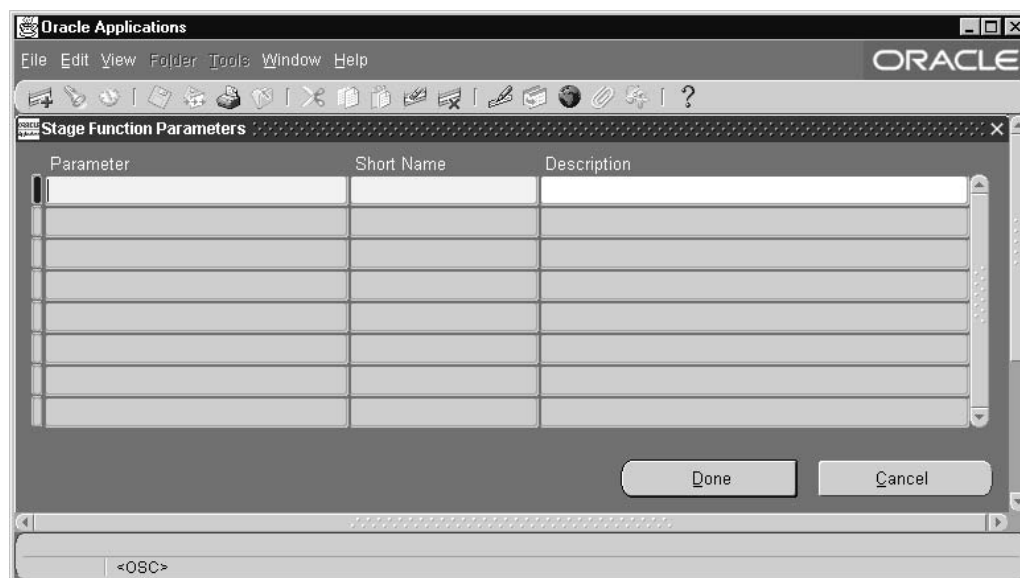 Oracle Applications
File Edit View Folder Tools Window Help
ORACLE
?
Stage Function Parameters
Parameter Short Name Description
Done Cancel
<OSC>